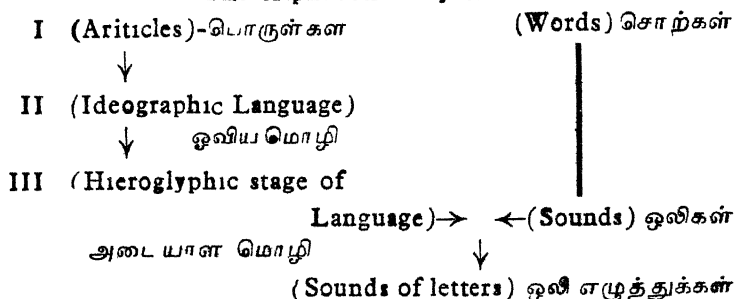 I (Ariticles)-பொருள்கள (Words) சொற்கள்
↓
II (Ideographic Language)
↓ ஓவிய மொழி
III (Hieroglyphic stage of
Language)→ ←(Sounds) ஒலிகள்
அடையாள மொழி ↓
(Sounds of letters) ஒலி எழுத்துக்கள்